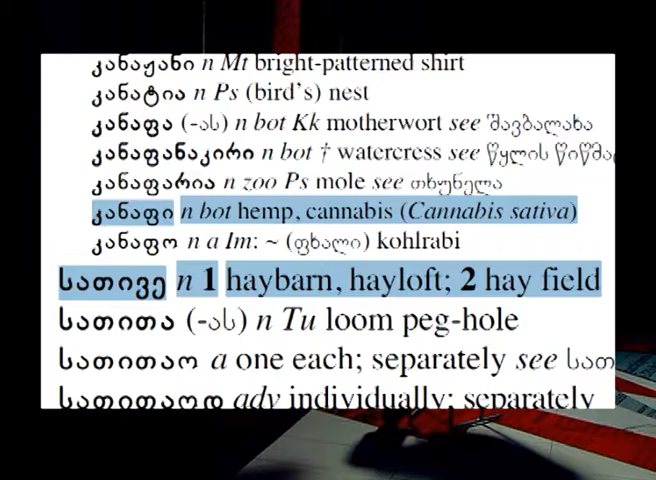 კანაჟანი n Mt bright-patterned shirt
კანატია n Ps (bird’s) nest
კანაფა (-ას) n bot Kk motherwort see შავბალახა
კანაფანაკირი n bot † watercress see წყლის
კანაფარია n zoo Ps mole see თხუნელა
კანაფი n bot hemp, cannabis (Cannabis sativa)
კანაფო n a Im: ~ (ფხალი) kohlrabi
სათივე n 1 haybarn, hayloft; 2 hay field
სათითა (-ას) n Tu loom peg-hole
სათითაო a one each; separately see
სათითაოდ adv individually; separately